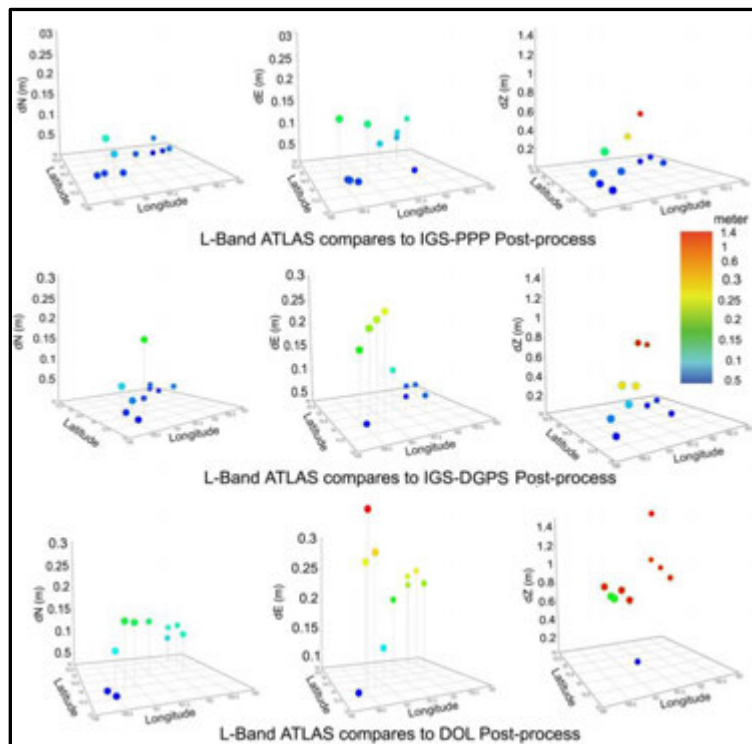 03
0.3
1.4
0.25
0.25
1.2
0.2
0.2
1
dN (m)
dE (m)
dZ (m)
0.15
0.15
0.8
0.1
0.1
0.6
0.5
0.5
0.4
0.2
Latitude
Longitude
Latitude
Longitude
Latitude
Longitude
L-Band ATLAS compares to IGS-PPP Post-process
meter
1.4
1
0.6
0.3
0.2
0.1
0.5
0.3
0.3
1.4
0.25
0.25
1.2
0.2
0.2
1
dN (m)
dE (m)
dZ (m)
0.15
0.15
0.8
0.1
0.1
0.6
0.5
0.5
0.4
0.2
Latitude
Longitude
Latitude
Longitude
Latitude
Longitude
L-Band ATLAS compares to IGS-DGPS Post-process
0.3
0.3
1.4
0.25
0.25
1.2
0.2
0.2
1
dN (m)
dE (m)
dZ (m)
0.15
0.8
0.1
0.15
0.6
0.5
0.1
0.4
0.2
Latitude
Longitude
Latitude
Longitude
Latitude
Longitude
L-Band ATLAS compares to DOL Post-process